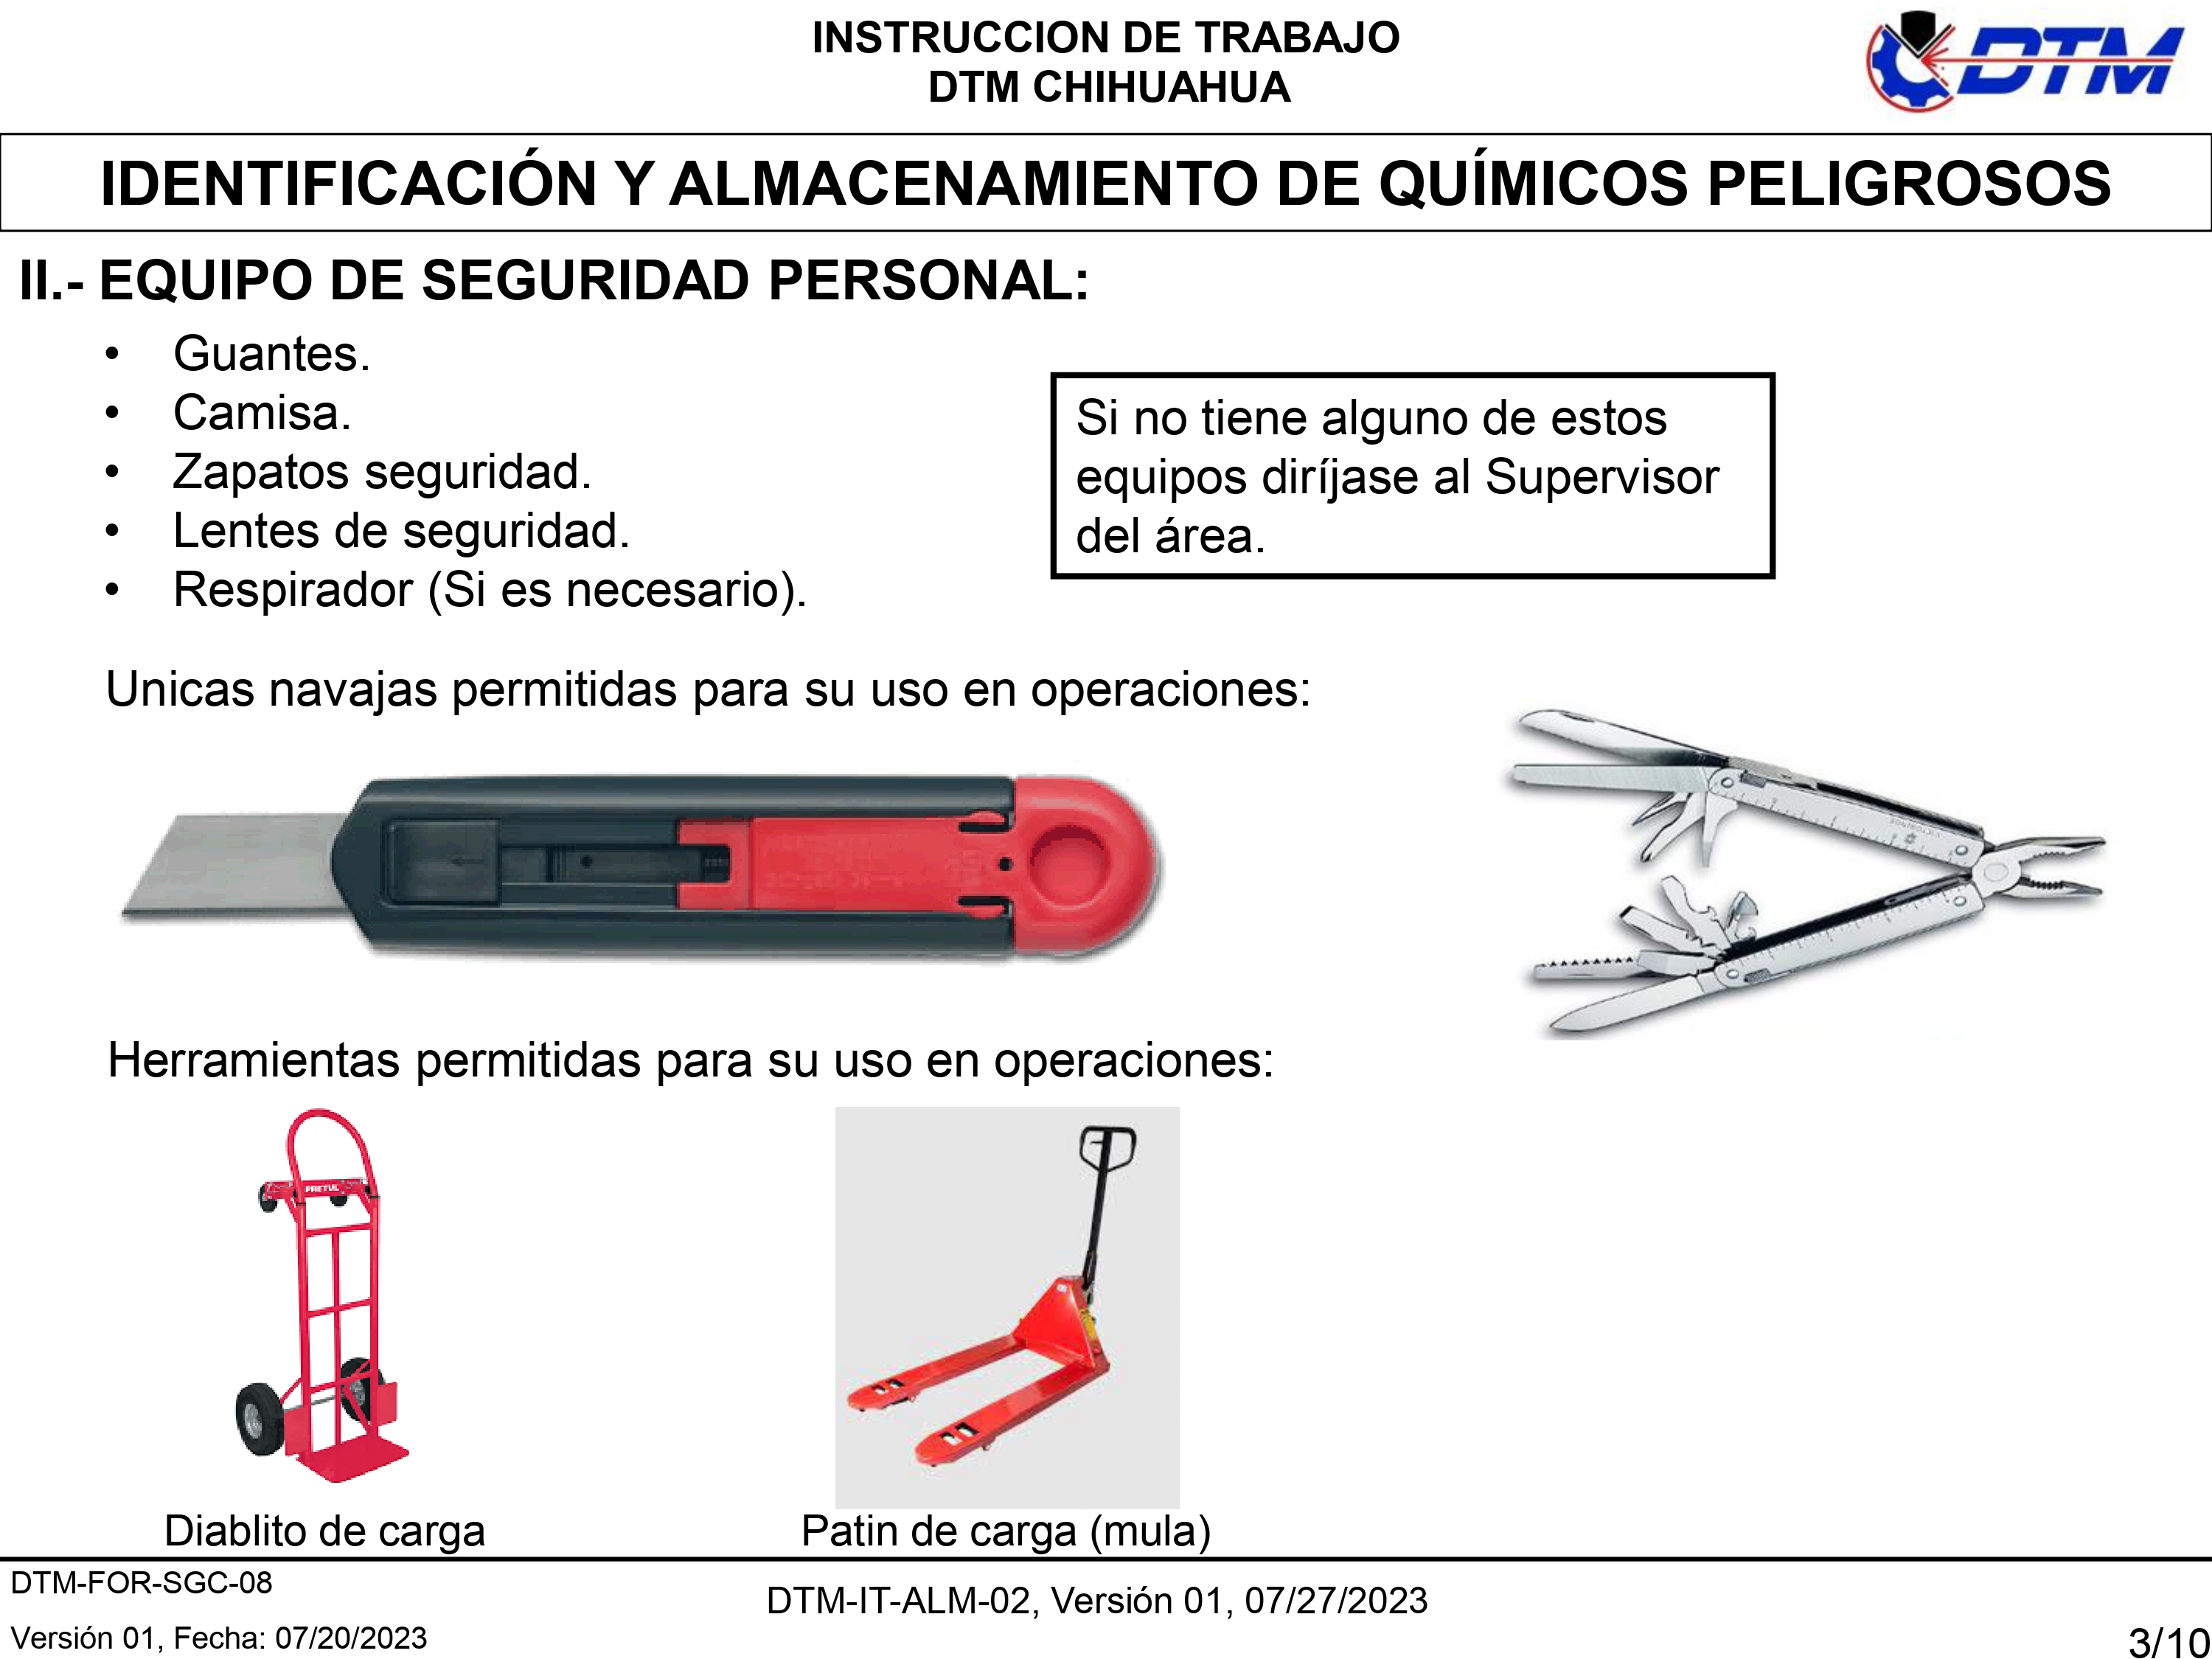 INSTRUCCION DE TRABAJO
DTM CHIHUAHUA
DTM
IDENTIFICACIÓN Y ALMACENAMIENTO DE QUÍMICOS PELIGROSOS
II.- EQUIPO DE SEGURIDAD PERSONAL:
• Guantes.
• Camisa.
• Zapatos seguridad.
• Lentes de seguridad.
• Respirador (Si es necesario).
Si no tiene alguno de estos
equipos diríjase al Supervisor
del área.
Unicas navajas permitidas para su uso en operaciones:
Herramientas permitidas para su uso en operaciones:
PRETUL
Diablito de carga
Patin de carga (mula)
DTM-FOR-SGC-08
Versión 01, Fecha: 07/20/2023
DTM-IT-ALM-02, Versión 01, 07/27/2023
3/10